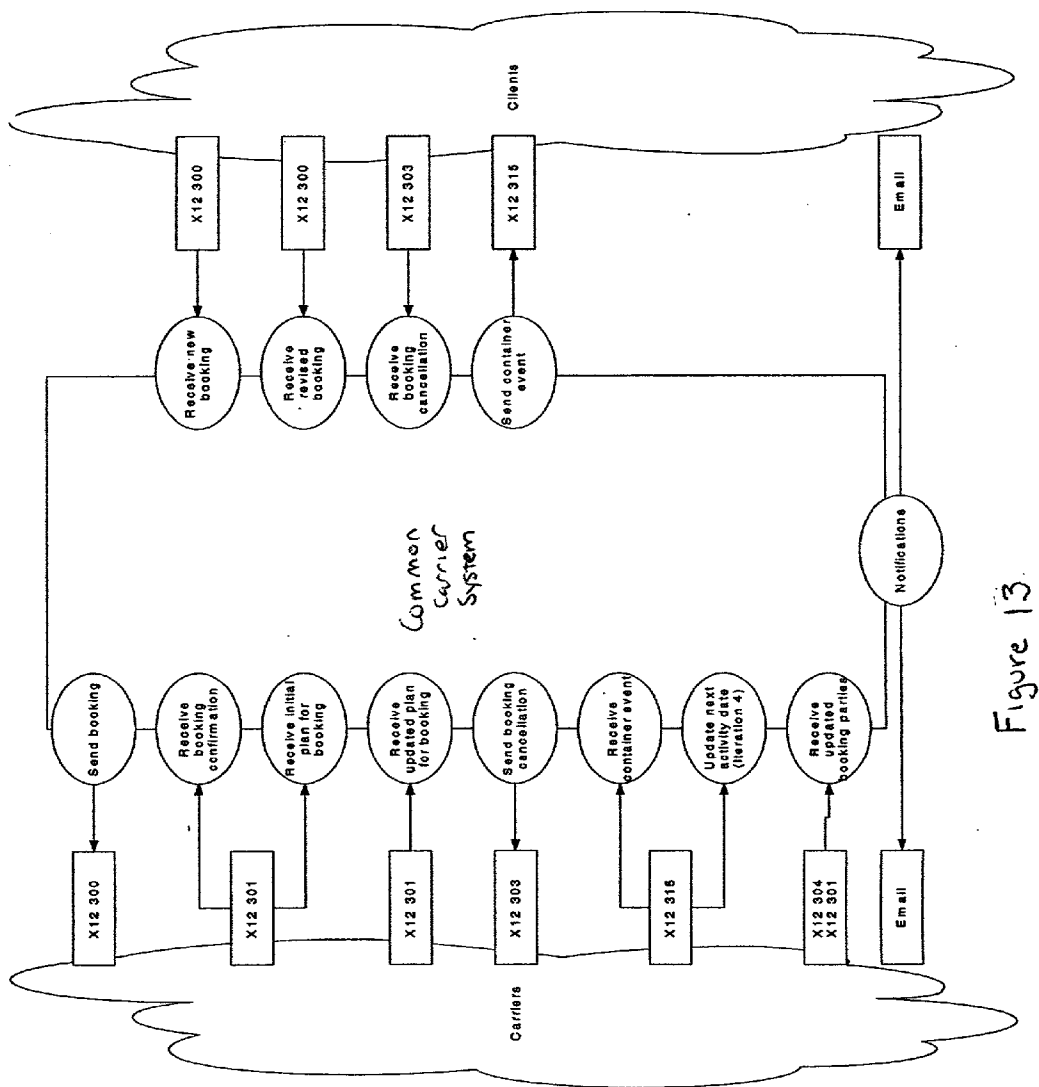 Carriers
Email
X12 304
X12 301
X12 315
X12 303
X12 301
X12 301
X12 300
Receive
updated
booking parties
Update next
activity date
(Iteration 4)
Receive
container event
Send booking
cancellation
Receive
updated plan
for booking
Receive initial
plan for
booking
Receive
booking
confirmation
Send booking
Notifications
Common
Carrier
System
Send container
event
Receive
booking
cancellation
Receive
revised
booking
Receive new
booking
Email
X12 315
X12 303
X12 300
X12 300
Clients
Figure 13